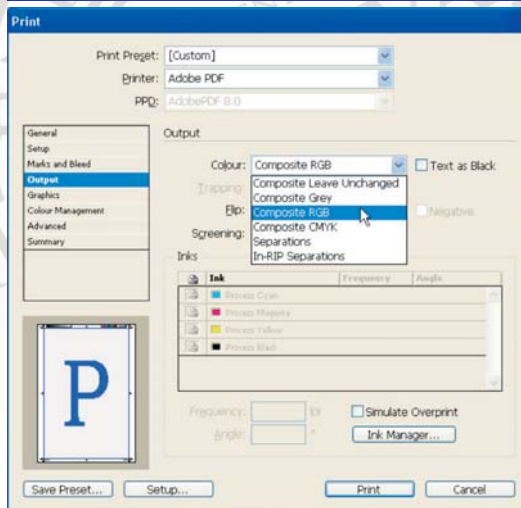 Print
Print Preset: [Custom]
Printer: Adobe PDF
PPD: AdobePDF 8.0
General
Setup
Marks and Bleed
Output
Graphics
Colour Management
Advanced
Summary
Output
Colour: Composite RGB Text as Black
Trapping: Composite Leave Unchanged
Composite Grey
Flip: Composite RGB Negative
Composite CMYK
Screening: Separations
In-RIP Separations
Inks
Ink Frequency Angle
Process Cyan
Process Magenta
Process Yellow
Process Black
P
Frequency: lpi Simulate Overprint
Angle: ° Ink Manager...
Save Preset... Setup... Print Cancel